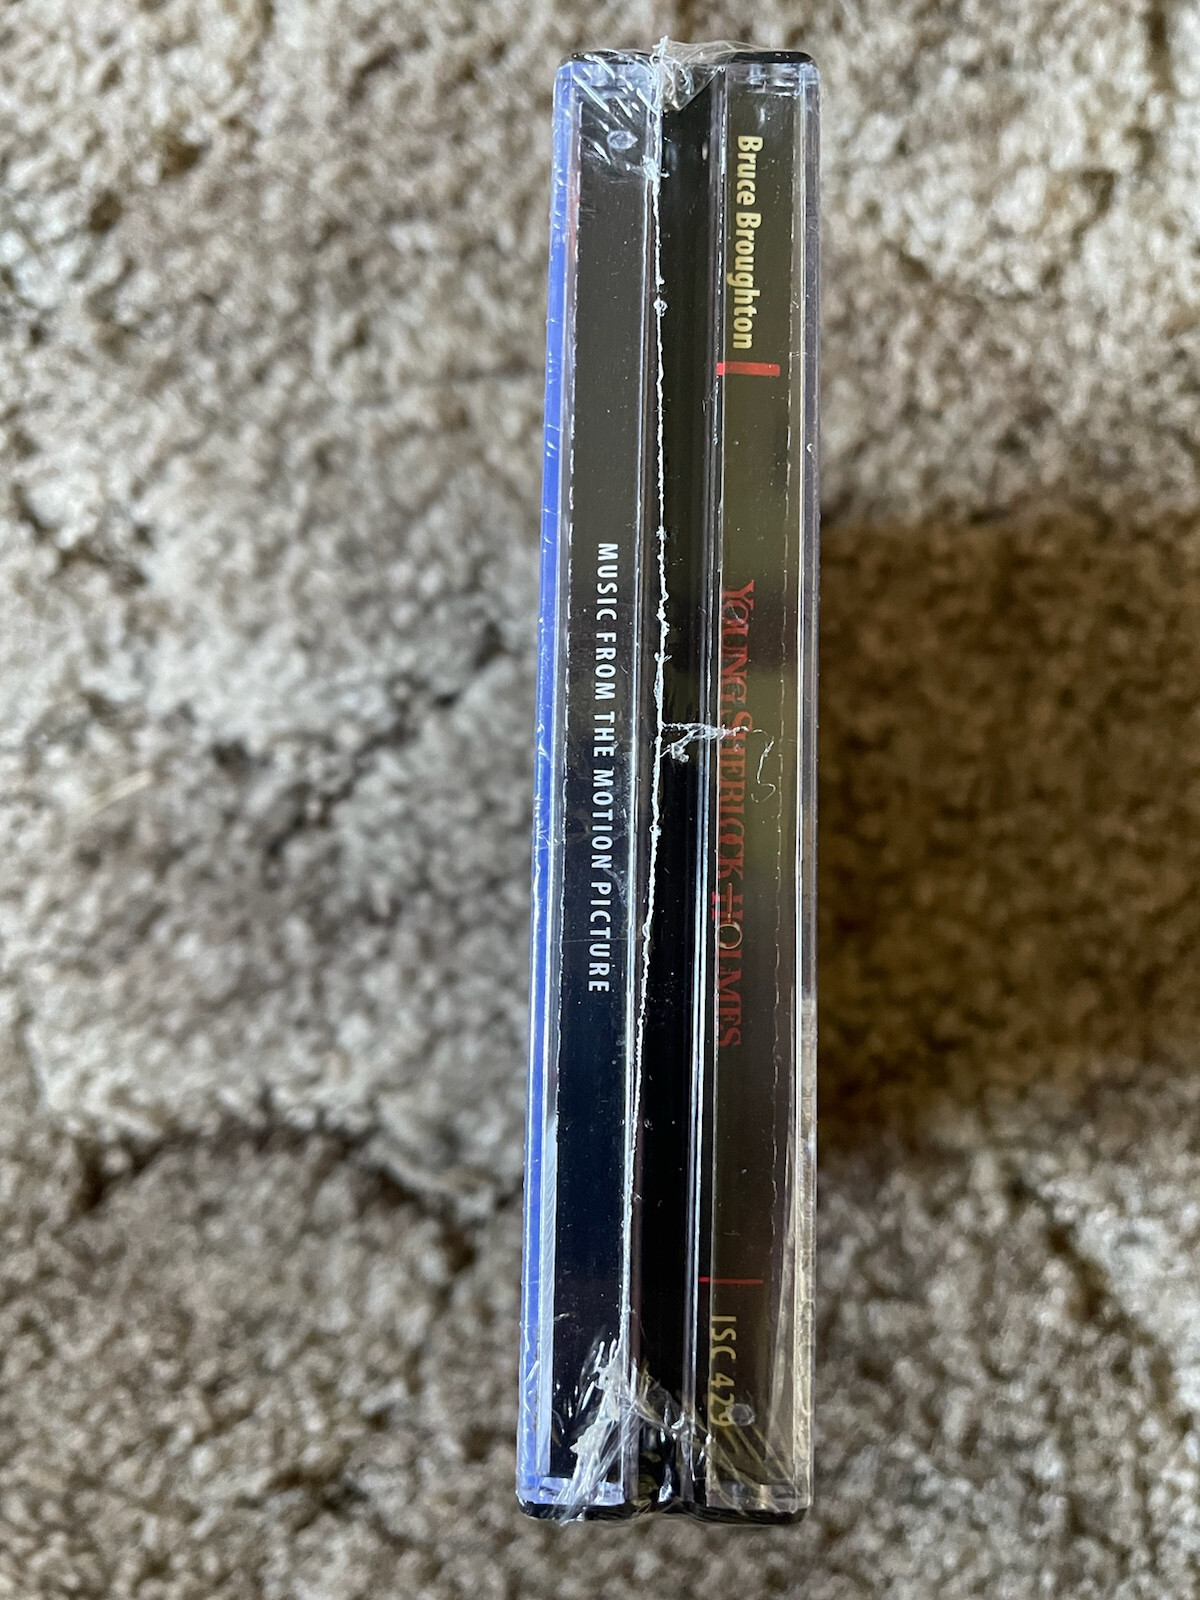 Bruce Broughton
YOUNG SHERLOCK HOLMES
ISC 429
MUSIC FROM THE MOTION PICTURE